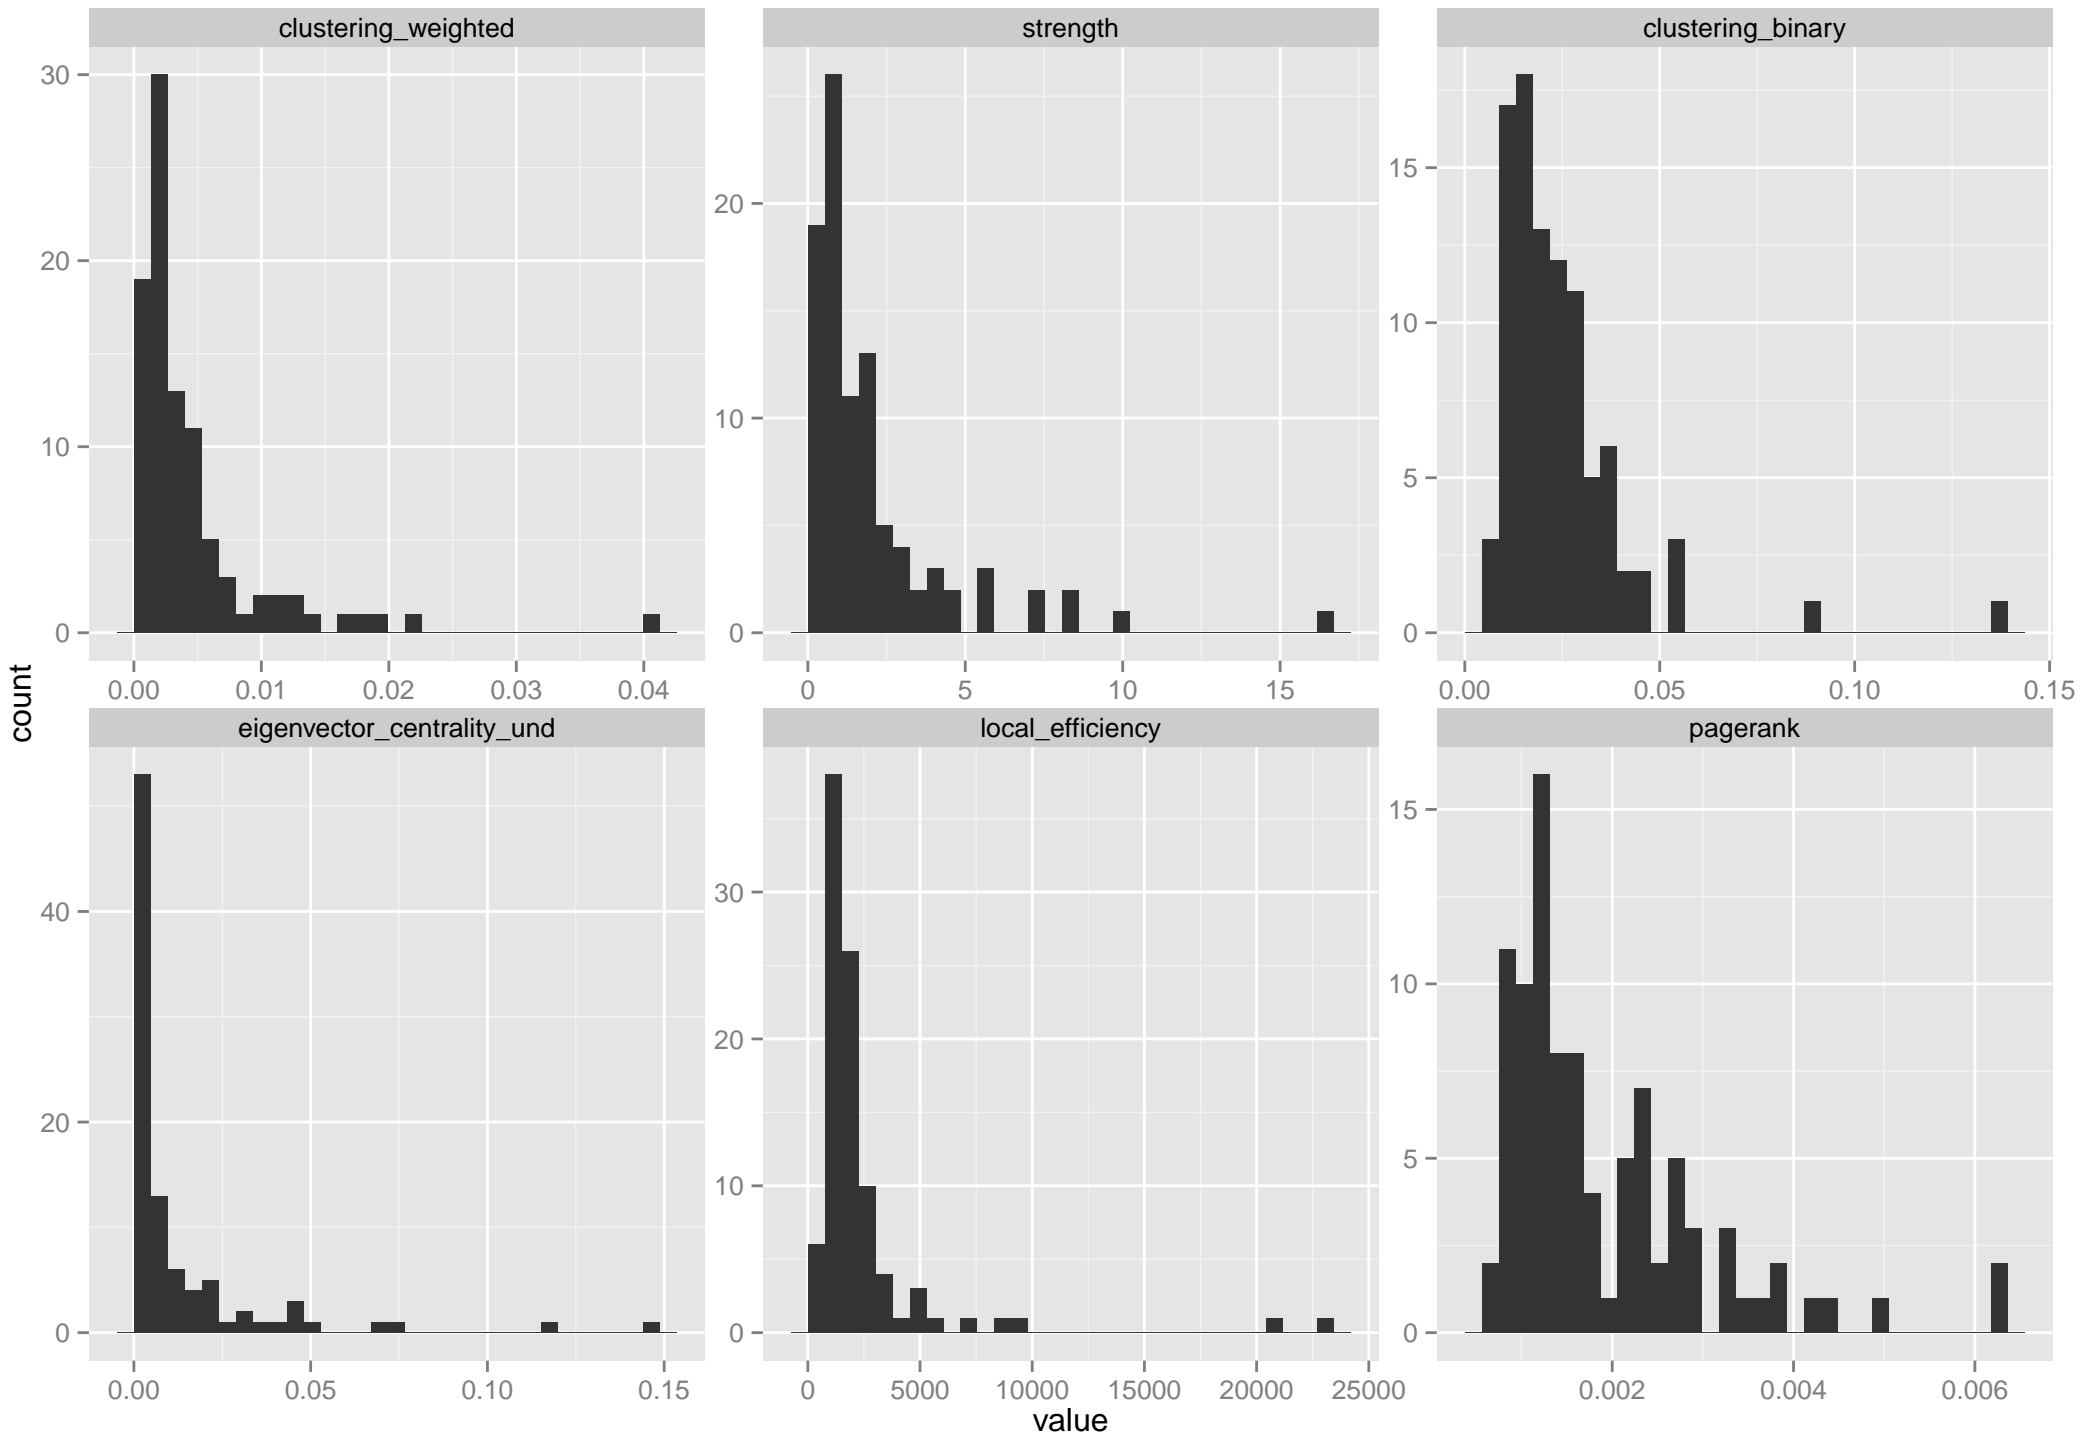 clustering_weighted
strength
clustering_binary
30
20
10
0
20
10
0
15
10
5
0
0.00 0.01 0.02 0.03 0.04
0 5 10 15
0.00 0.05 0.10 0.15
count
eigenvector_centrality_und
local_efficiency
pagerank
40
20
0
30
20
10
0
15
10
5
0
0.00 0.05 0.10 0.15
0 5000 10000 15000 20000 25000
0.002 0.004 0.006
value